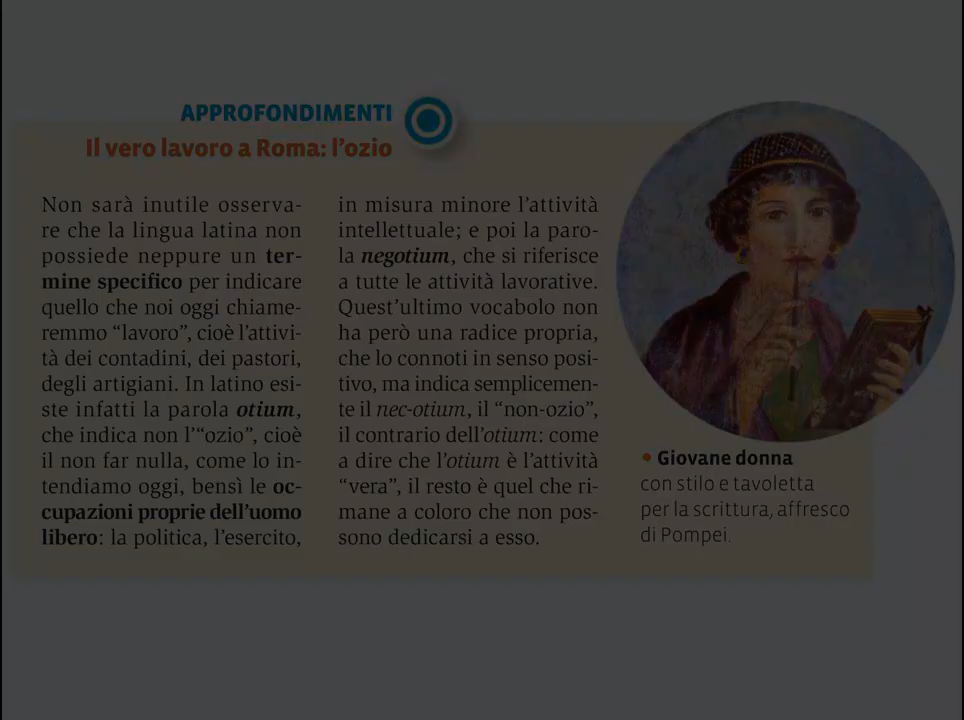 APPROFONDIMENTI
Il vero lavoro a Roma: l'ozio
Non sarà inutile osserva-
re che la lingua latina non
possiede neppure un ter-
mine specifico per indicare
quello che noi oggi chiame-
remmo “lavoro”, cioè l'attivi-
tà dei contadini, dei pastori,
degli artigiani. In latino esi-
ste infatti la parola otium,
che indica non l'“ozio”, cioè
il non far nulla, come lo in-
tendiamo oggi, bensì le oc-
cupazioni proprie dell'uomo
libero: la politica, l'esercito,
in misura minore l'attività
intellettuale; e poi la paro-
la negotium, che si riferisce
a tutte le attività lavorative.
Quest'ultimo vocabolo non
ha però una radice propria,
che lo connoti in senso posi-
tivo, ma indica semplicemen-
te il nec-otium, il “non-ozio”,
il contrario dell'otium: come
a dire che l'otium è l'attività
“vera”, il resto è quel che ri-
mane a coloro che non pos-
sono dedicarsi a esso.
• Giovane donna
con stilo e tavoletta
per la scrittura, affresco
di Pompei.